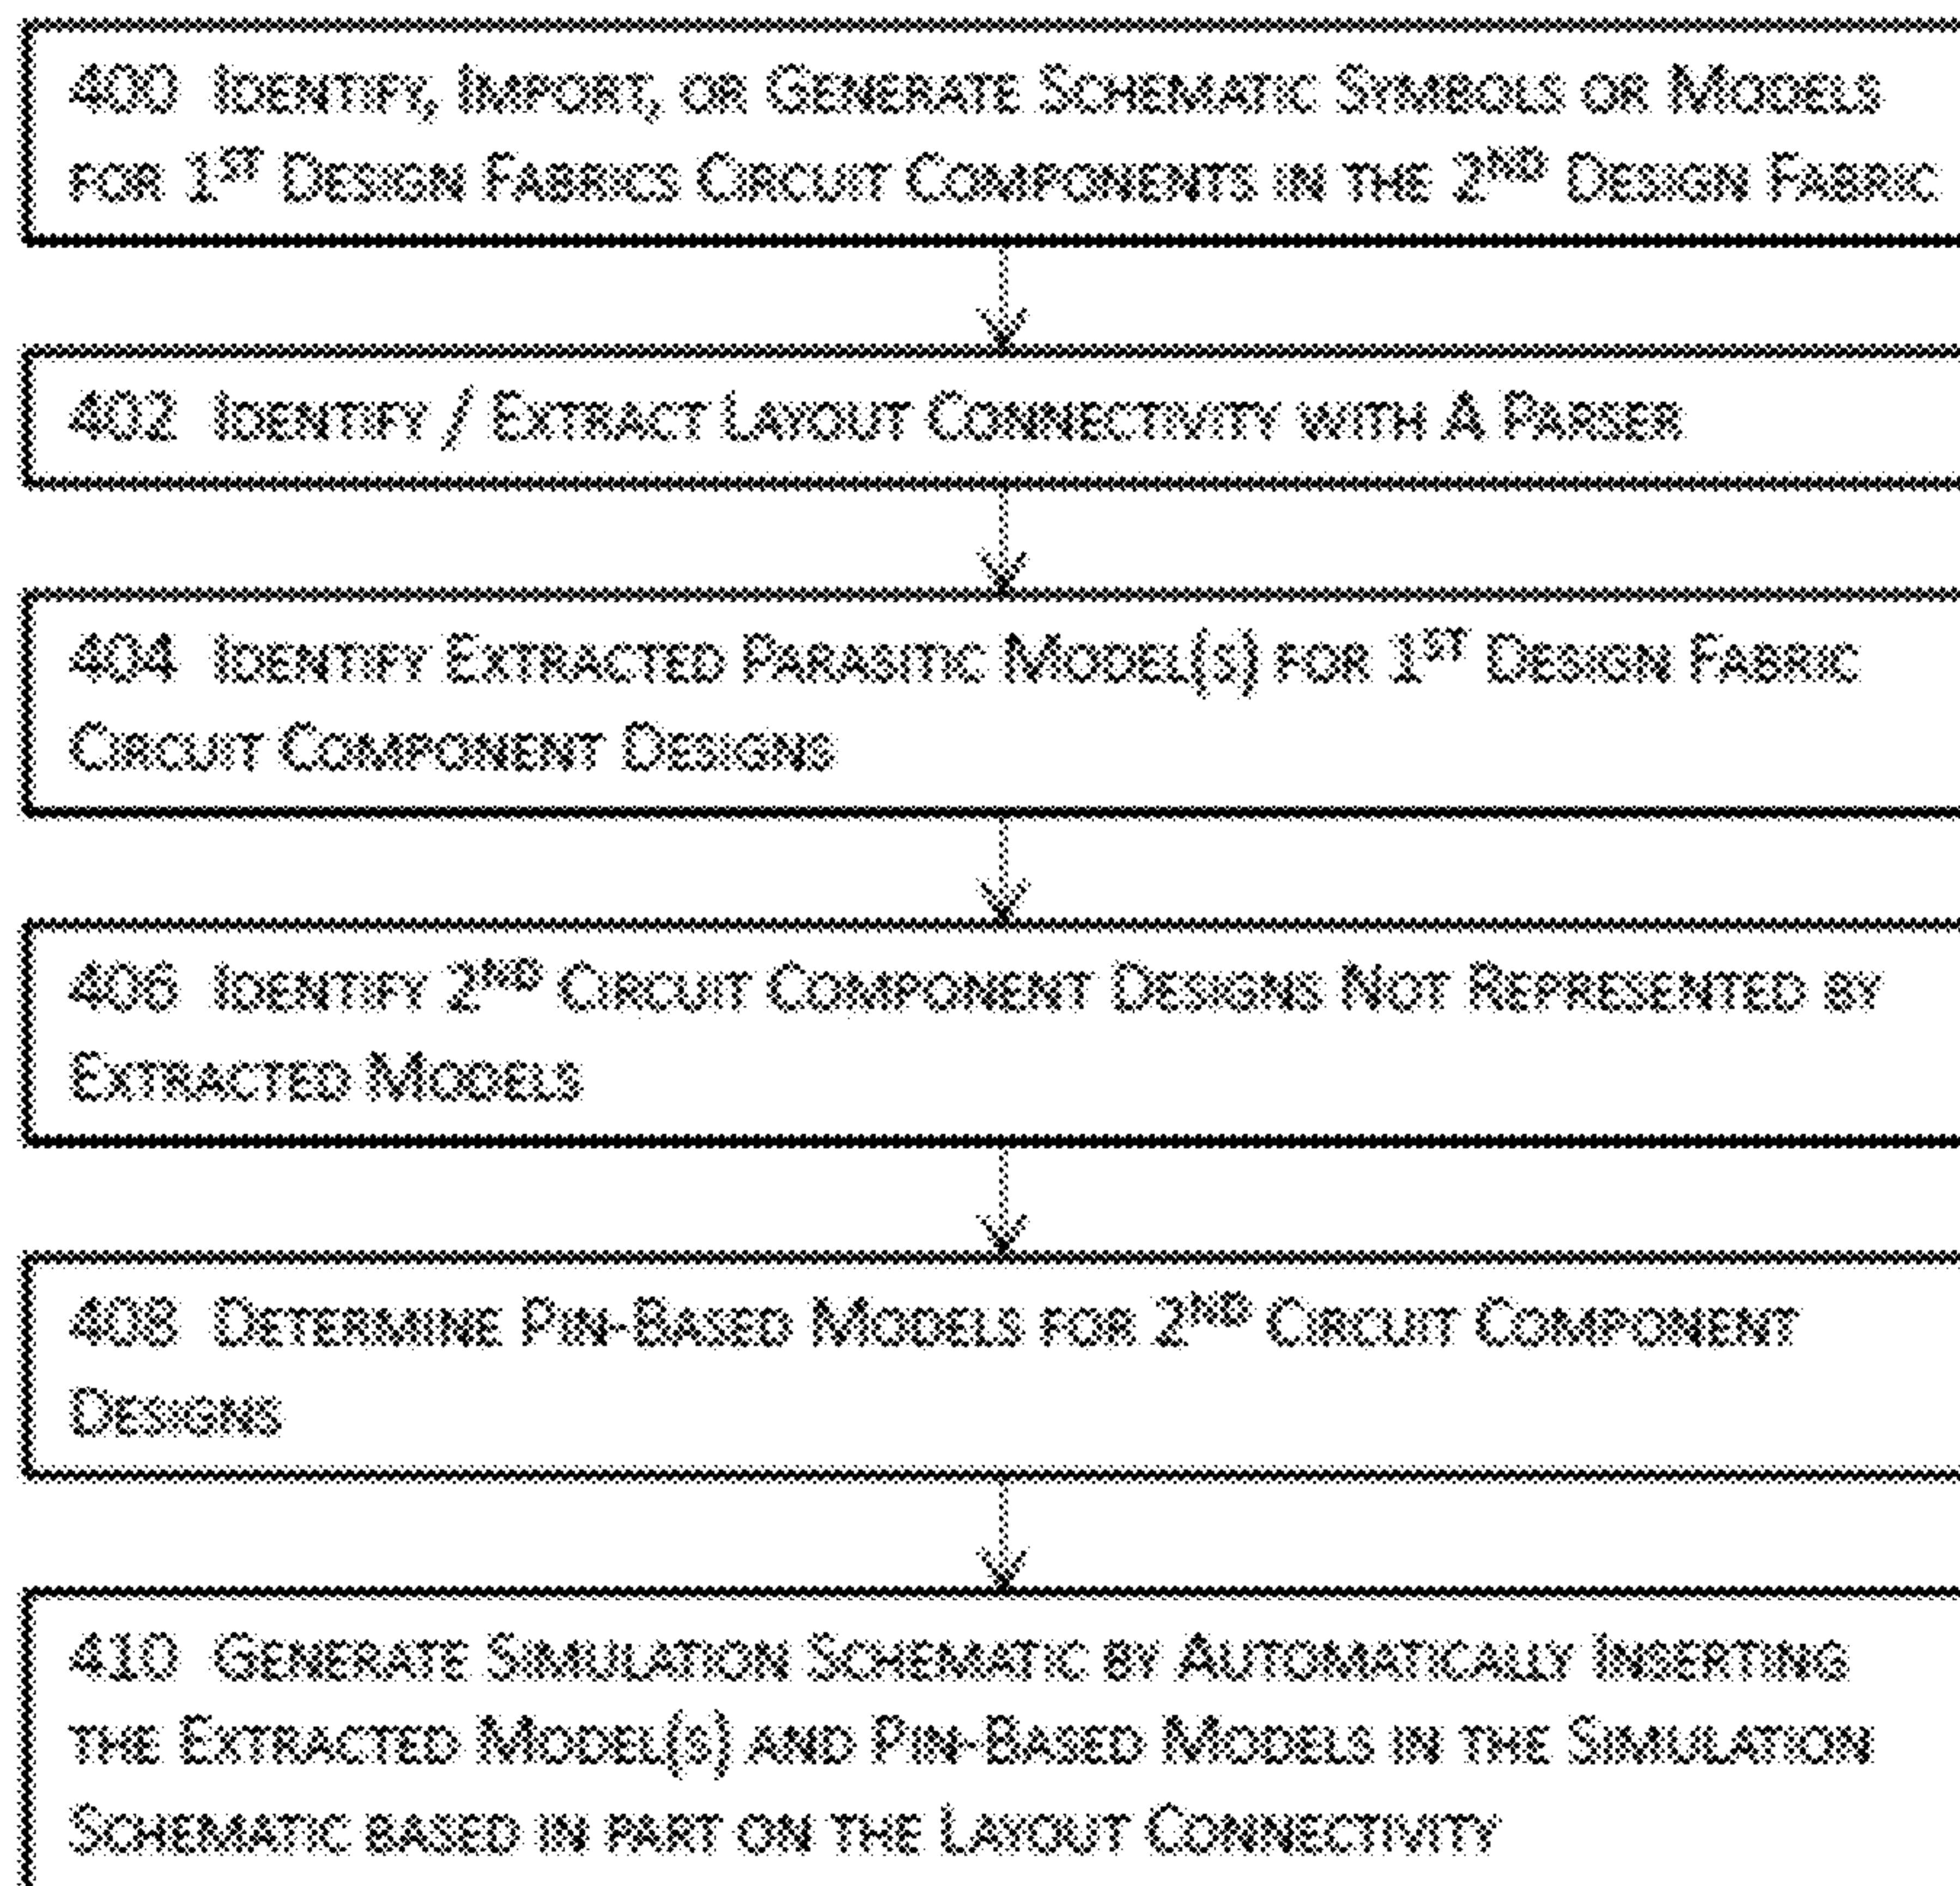 400 Identify, Import, or Generate Schematic Symbols or Models
for 1st Design Fabrics Circuit Components in the 2nd Design Fabric
402 Identify / Extract Layout Connectivity with A Parser
404 Identify Extracted Parasitic Model(s) for 1st Design Fabric
Circuit Component Designs
406 Identify 2nd Circuit Component Designs Not Represented by
Extracted Models
408 Determine Pin-Based Models for 2nd Circuit Component
Designs
410 Generate Simulation Schematic by Automatically Inserting
the Extracted Model(s) and Pin-Based Models in the Simulation
Schematic based in part on the Layout Connectivity